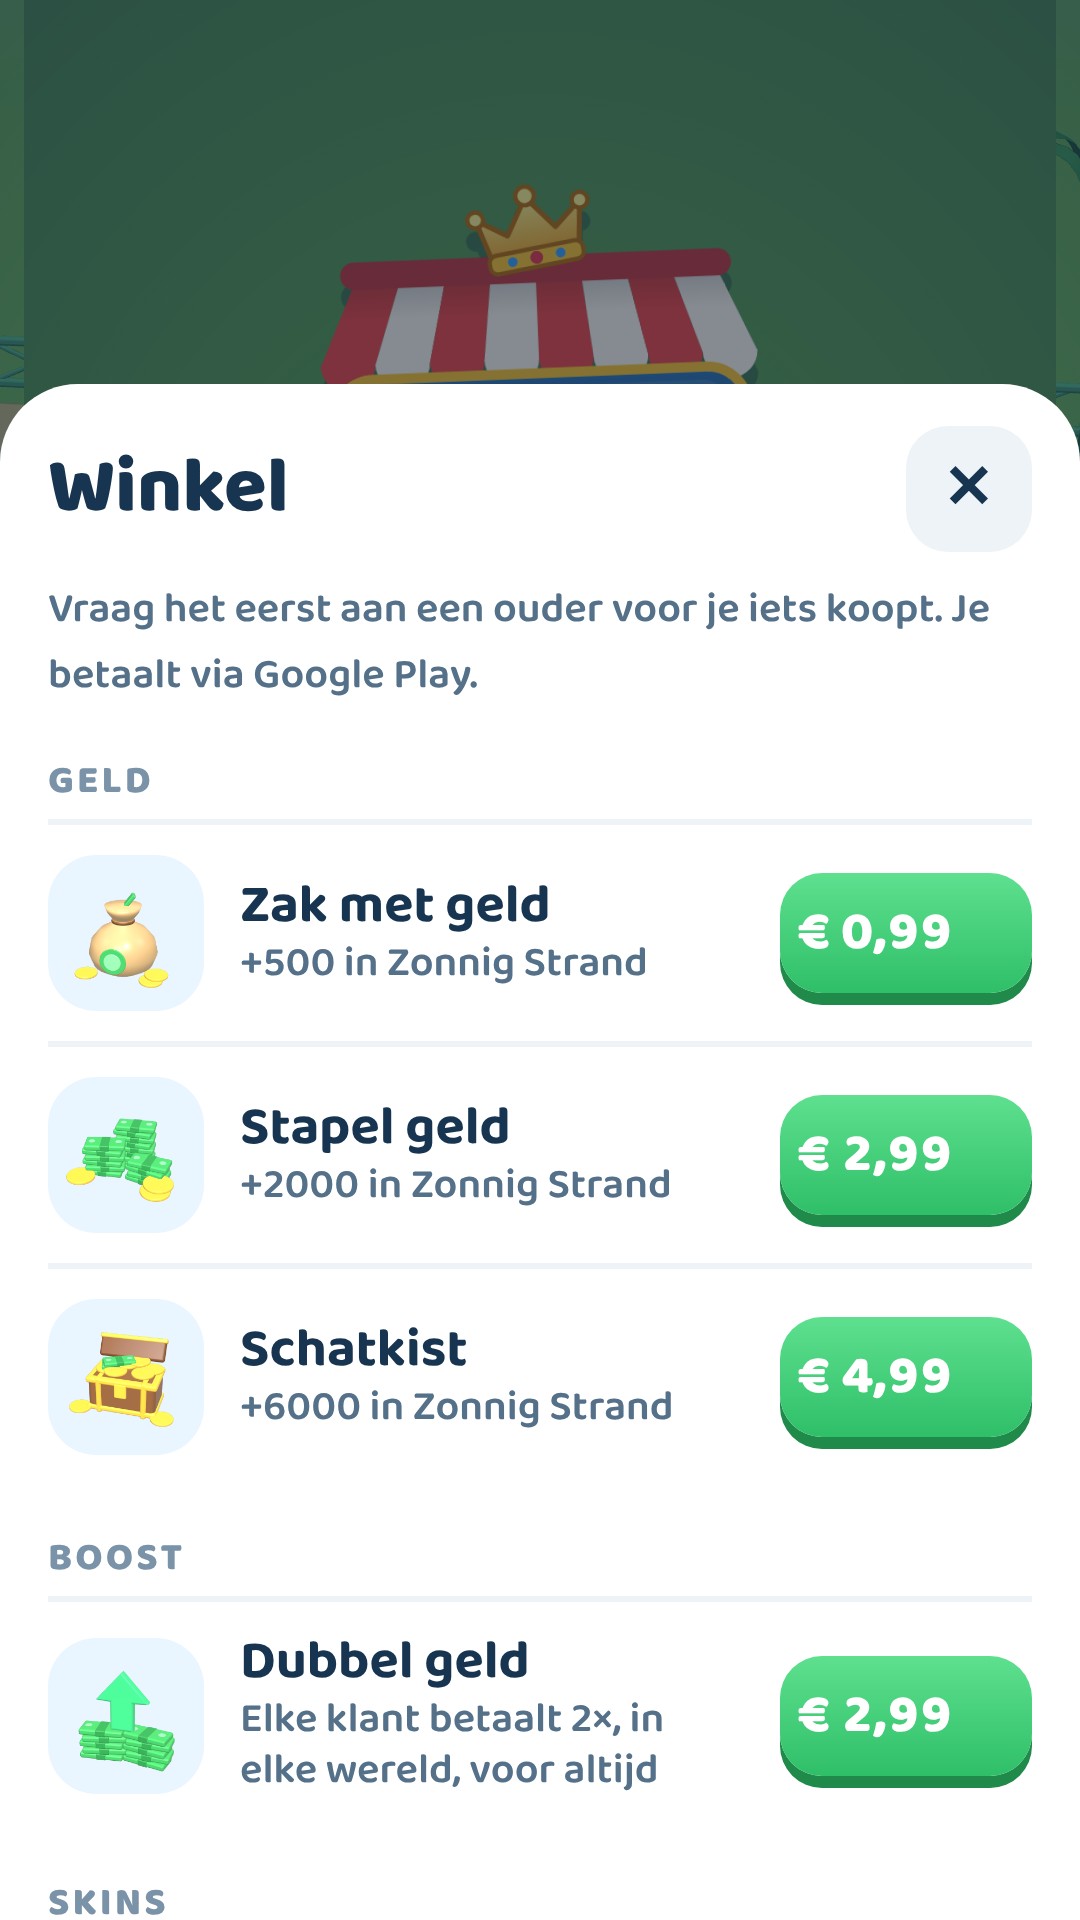 Winkel
Vraag het eerst aan een ouder voor je iets koopt. Je
betaalt via Google Play.
GELD
Zak met geld
+500 in Zonnig Strand
€ 0,99
Stapel geld
+2000 in Zonnig Strand
€ 2,99
Schatkist
+6000 in Zonnig Strand
€ 4,99
BOOST
Dubbel geld
Elke klant betaalt 2×, in
elke wereld, voor altijd
€ 2,99
SKINS